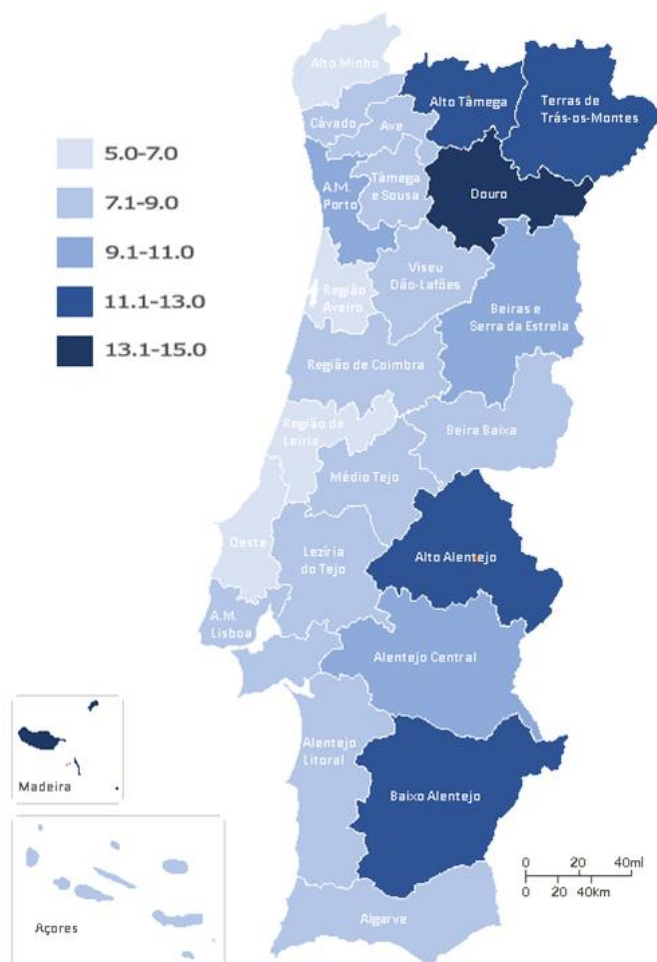 Alto Minho
Alto Tâmega
Terras de
Trás-os-Montes
Cávado
Ave
5.0-7.0
7.1-9.0
9.1-11.0
11.1-13.0
13.1-15.0
A.M.
Porto
Tâmega
e Sousa
Douro
Viseu
Dão-Lafões
Região
Aveiro
Beiras e
Serra da Estrela
Região de Coimbra
Região de
Leiria
Beira Baixa
Médio Tejo
Oeste
Lezíria
do Tejo
Alto Alentejo
A.M.
Lisboa
Alentejo Central
Alentejo
Litoral
Baixo Alentejo
Madeira
Açores
Algarve
0 20 40ml
0 20 40km